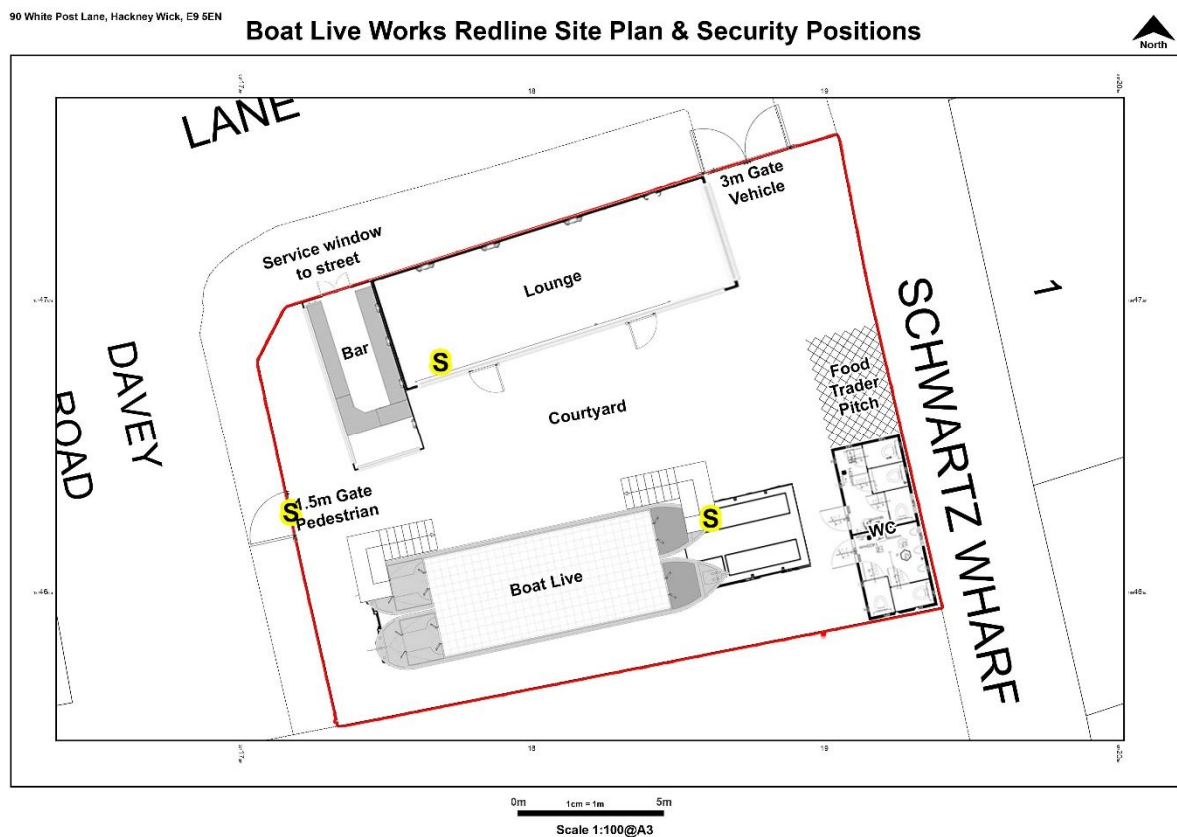 90 White Post Lane, Hackney Wick, E9 5EN
Boat Live Works Redline Site Plan & Security Positions
North
18
19
LANE
3m Gate
Vehicle
Service window
to street
Lounge
1
Bar
S
DAVEY
ROAD
SCHWARTZ WHARF
Food
Trader
Pitch
Courtyard
S
1.5m Gate
Pedestrian
S
WC
Boat Live
18
19
0m
1cm = 1m
5m
Scale 1:100@A3